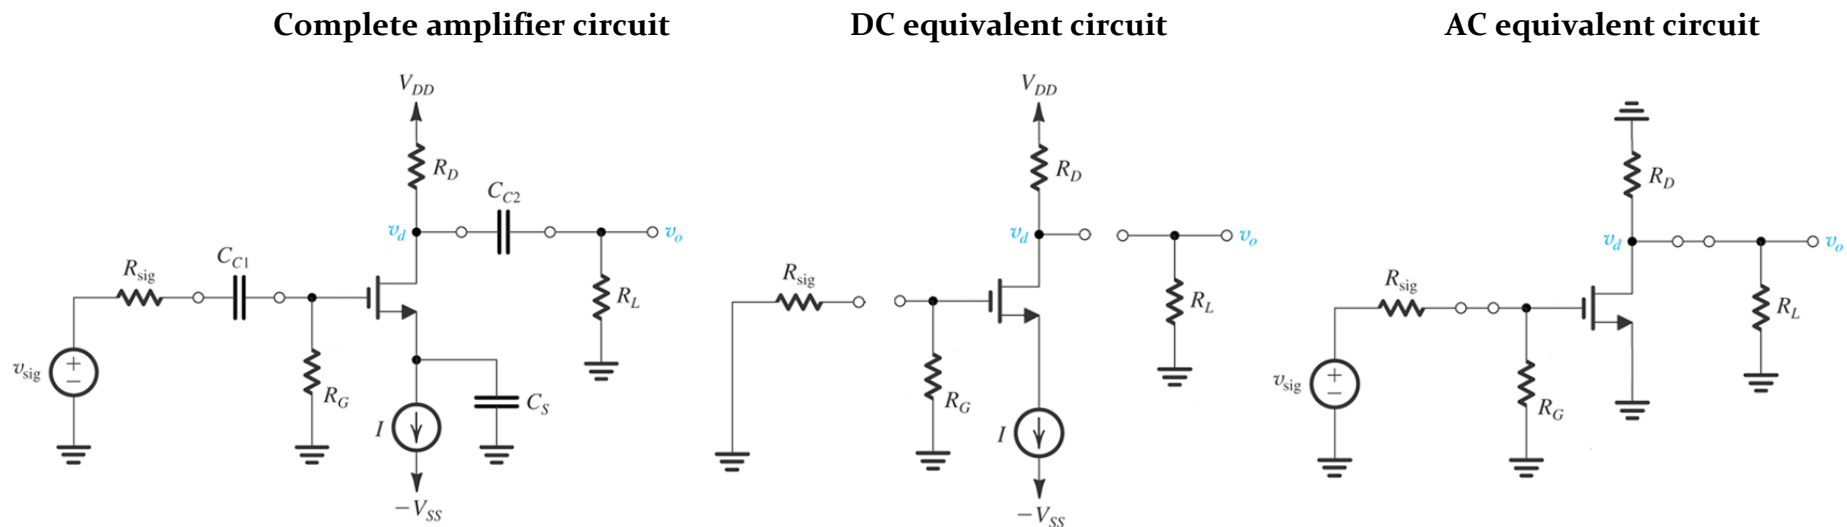 Complete amplifier circuit
DC equivalent circuit
AC equivalent circuit
V_DD
R_D
C_C2
v_d
v_o
C_C1
R_sig
R_L
v_sig
+
−
R_G
I
C_S
−V_SS
V_DD
R_D
v_d
v_o
R_sig
R_L
R_G
I
−V_SS
R_D
v_d
v_o
R_sig
R_L
v_sig
+
−
R_G